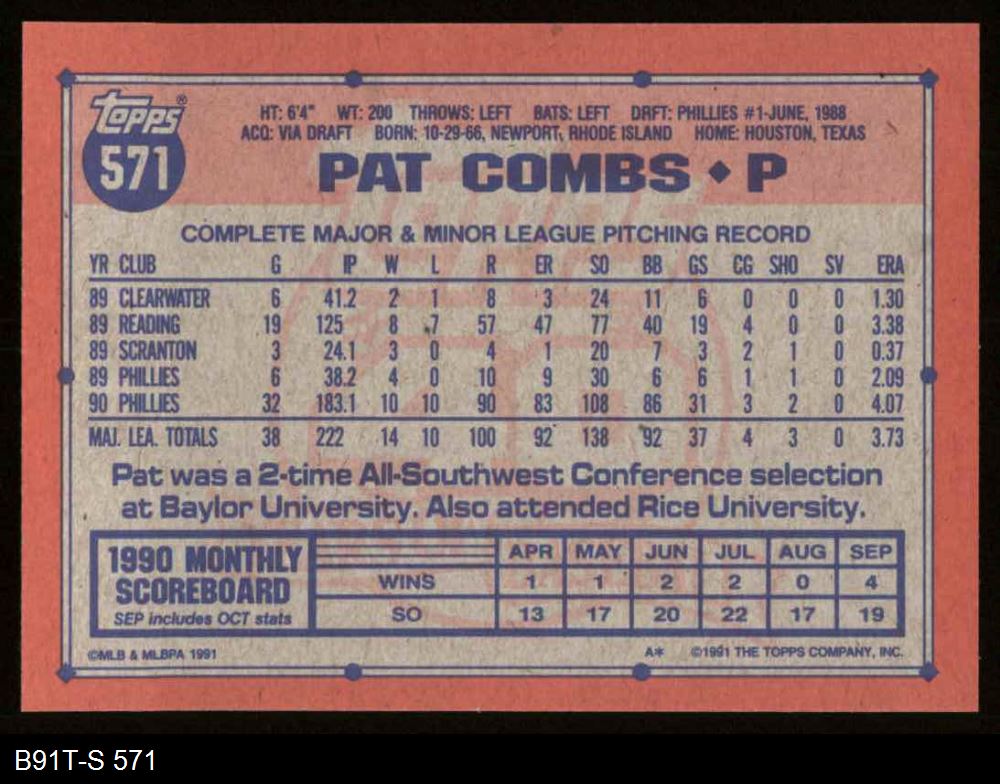 Topps®
571
HT: 6'4" WT: 200 THROWS: LEFT BATS: LEFT DRFT: PHILLIES #1-JUNE, 1988
ACQ: VIA DRAFT BORN: 10-29-66, NEWPORT, RHODE ISLAND HOME: HOUSTON, TEXAS
PAT COMBS ♦ P
COMPLETE MAJOR & MINOR LEAGUE PITCHING RECORD
YR CLUB G IP W L R ER SO BB GS CG SHO SV ERA
89 CLEARWATER 6 41.2 2 1 8 3 24 11 6 0 0 0 1.30
89 READING 19 125 8 7 57 47 77 40 19 4 0 0 3.38
89 SCRANTON 3 24.1 3 0 4 1 20 7 3 2 1 0 0.37
89 PHILLIES 6 38.2 4 0 10 9 30 6 6 1 1 0 2.09
90 PHILLIES 32 183.1 10 10 90 83 108 86 31 3 2 0 4.07
MAJ. LEA. TOTALS 38 222 14 10 100 92 138 92 37 4 3 0 3.73
Pat was a 2-time All-Southwest Conference selection
at Baylor University. Also attended Rice University.
1990 MONTHLY SCOREBOARD
SEP includes OCT stats
APR MAY JUN JUL AUG SEP
WINS 1 1 2 2 0 4
SO 13 17 20 22 17 19
©MLB & MLBPA 1991 A* ©1991 THE TOPPS COMPANY, INC.
B91T-S 571